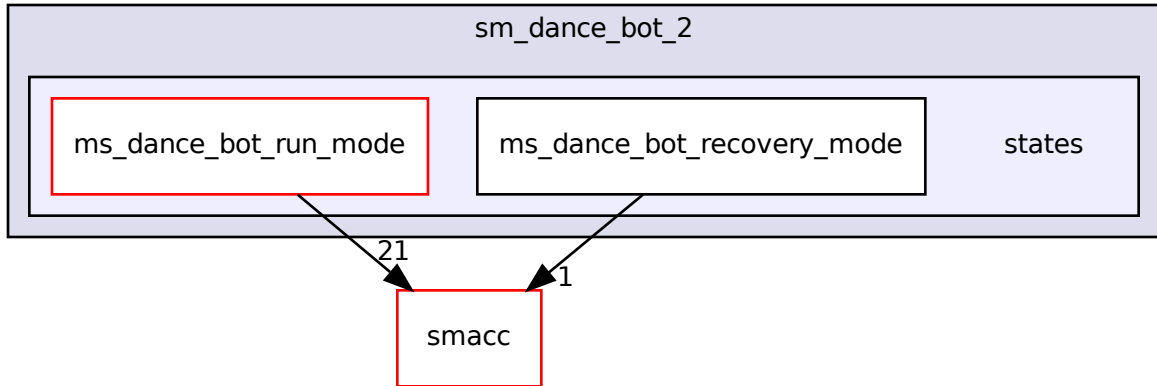 sm_dance_bot_2
ms_dance_bot_run_mode
ms_dance_bot_recovery_mode
states
21
1
smacc